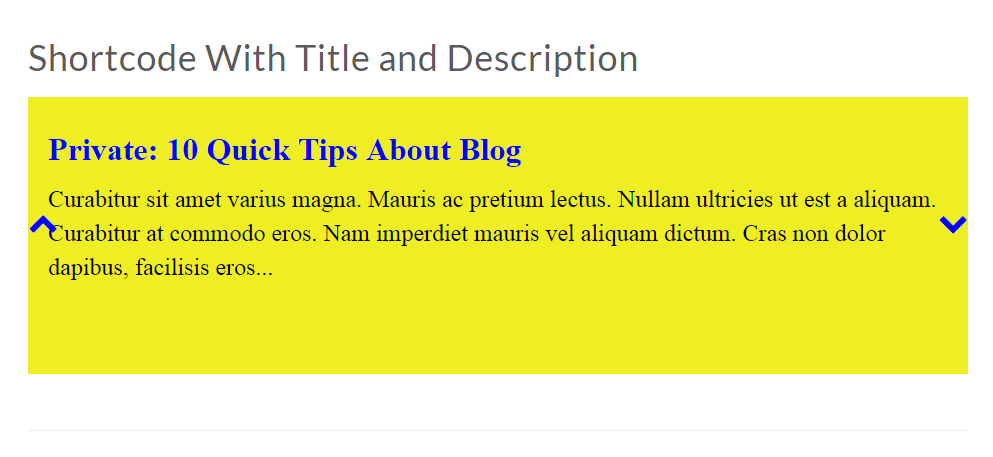 Shortcode With Title and Description
Private: 10 Quick Tips About Blog
Curabitur sit amet varius magna. Mauris ac pretium lectus. Nullam ultricies ut est a aliquam.
Curabitur at commodo eros. Nam imperdiet mauris vel aliquam dictum. Cras non dolor
dapibus, facilisis eros...